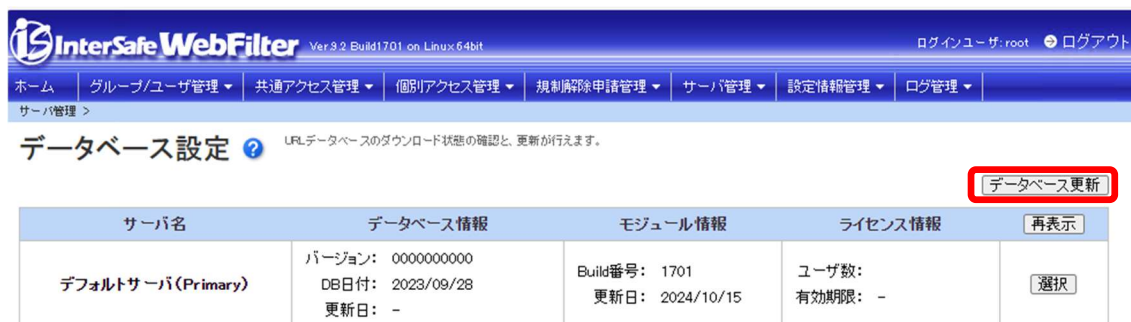 InterSafe WebFilter Ver.9.2 Build1701 on Linux64bit ログインユーザ:root ログアウト
ホーム グループ/ユーザ管理▼ 共通アクセス管理▼ 個別アクセス管理▼ 規制解除申請管理▼ サーバ管理▼ 設定情報管理▼ ログ管理▼
サーバ管理 >
データベース設定 ? URLデータベースのダウンロード状態の確認と、更新が行えます。
データベース更新
サーバ名 データベース情報 モジュール情報 ライセンス情報 再表示
デフォルトサーバ(Primary) バージョン: 0000000000
DB日付: 2023/09/28
更新日: -
Build番号: 1701
更新日: 2024/10/15
ユーザ数:
有効期限: -
選択